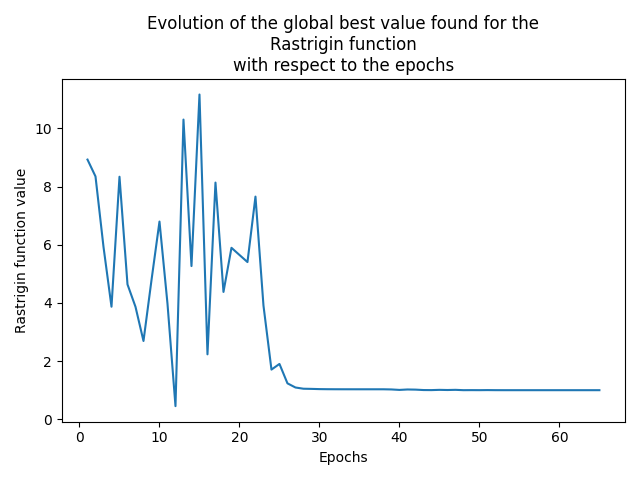 Evolution of the global best value found for the
Rastrigin function
with respect to the epochs
Rastrigin function value
10
8
6
4
2
0
0 10 20 30 40 50 60
Epochs